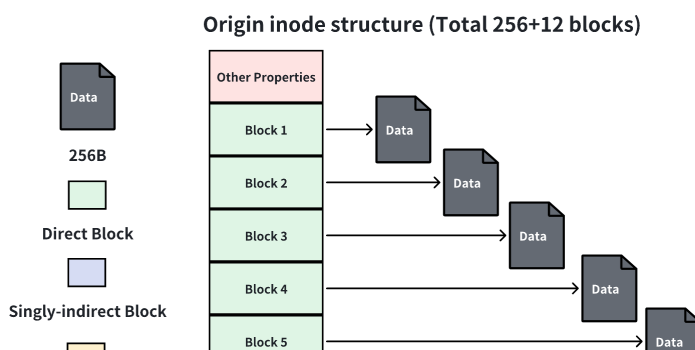 Origin inode structure (Total 256+12 blocks)
Other Properties
Data
256B
Direct Block
Singly-indirect Block
Block 1
Data
Block 2
Data
Block 3
Data
Block 4
Data
Block 5
Data